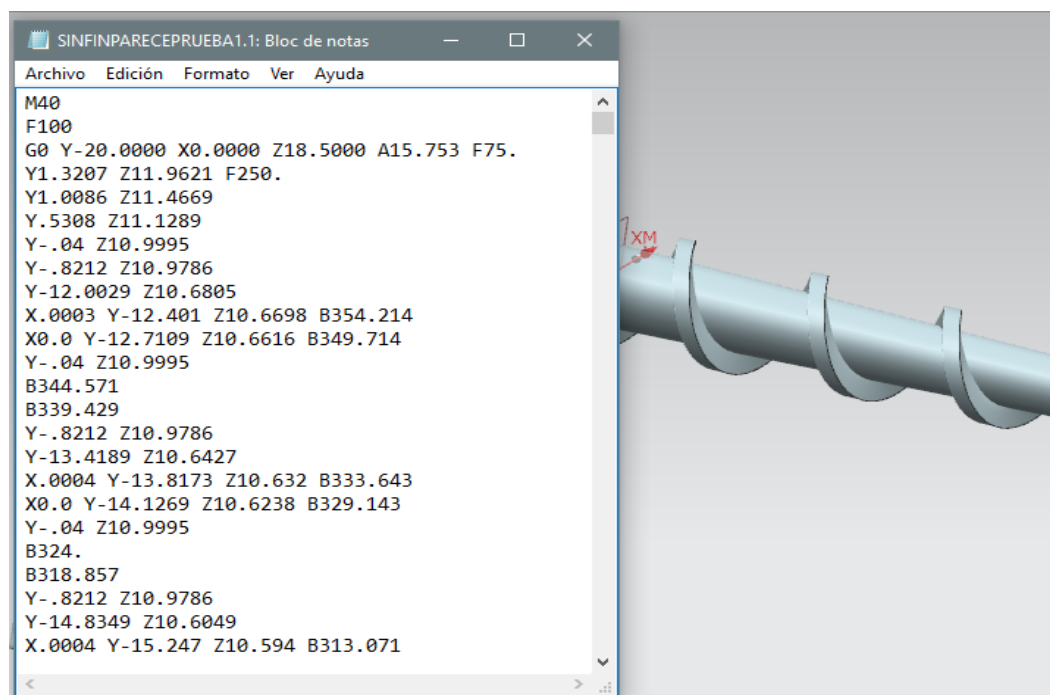 SINFINPARECEPRUEBA1.1: Bloc de notas
Archivo Edición Formato Ver Ayuda
M40
F100
G0 Y-20.0000 X0.0000 Z18.5000 A15.753 F75.
Y1.3207 Z11.9621 F250.
Y1.0086 Z11.4669
Y.5308 Z11.1289
Y-.04 Z10.9995
Y-.8212 Z10.9786
Y-12.0029 Z10.6805
X.0003 Y-12.401 Z10.6698 B354.214
X0.0 Y-12.7109 Z10.6616 B349.714
Y-.04 Z10.9995
B344.571
B339.429
Y-.8212 Z10.9786
Y-13.4189 Z10.6427
X.0004 Y-13.8173 Z10.632 B333.643
X0.0 Y-14.1269 Z10.6238 B329.143
Y-.04 Z10.9995
B324.
B318.857
Y-.8212 Z10.9786
Y-14.8349 Z10.6049
X.0004 Y-15.247 Z10.594 B313.071
XM